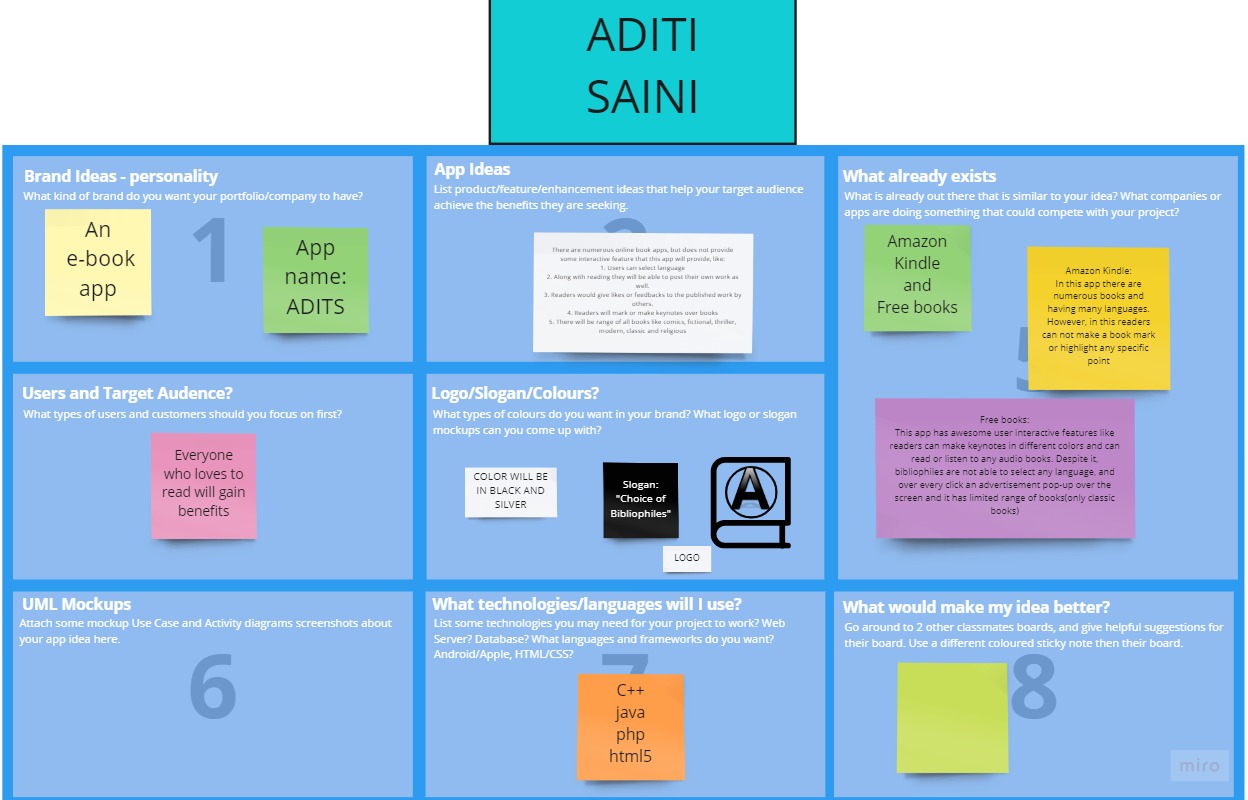 ADITI
SAINI
Brand Ideas - personality
What kind of brand do you want your portfolio/company to have?
1
An
e-book
app
App
name:
ADITS
App Ideas
List product/feature/enhancement ideas that help your target audience
achieve the benefits they are seeking.
There are numerous online book apps, but does not provide
some interactive feature that this app will provide, like:
1. Users can select language
2. Along with reading they will be able to post their own work as
well.
3. Readers would give likes or feedbacks to the published work by
others.
4. Readers will mark or make keynotes over books
5. There will be range of all books like comics, fictional, thriller,
modern, classic and religious
What already exists
What is already out there that is similar to your idea? What companies or
apps are doing something that could compete with your project?
Amazon
Kindle
and
Free books
Amazon Kindle:
In this app there are
numerous books and
having many languages.
However, in this readers
can not make a book mark
or highlight any specific
point
5
Free books:
This app has awesome user interactive features like
readers can make keynotes in different colors and can
read or listen to any audio books. Despite it,
bibliophiles are not able to select any language, and
over every click an advertisement pop-up over the
screen and it has limited range of books(only classic
books)
Users and Target Audence?
What types of users and customers should you focus on first?
Everyone
who loves to
read will gain
benefits
Logo/Slogan/Colours?
What types of colours do you want in your brand? What logo or slogan
mockups can you come up with?
COLOR WILL BE
IN BLACK AND
SILVER
Slogan:
"Choice of
Bibliophiles"
A
LOGO
UML Mockups
Attach some mockup Use Case and Activity diagrams screenshots about
your app idea here.
6
What technologies/languages will I use?
List some technologies you may need for your project to work? Web
Server? Database? What languages and frameworks do you want?
Android/Apple, HTML/CSS?
7
C++
java
php
html5
What would make my idea better?
Go around to 2 other classmates boards, and give helpful suggestions for
their board. Use a different coloured sticky note then their board.
8
miro